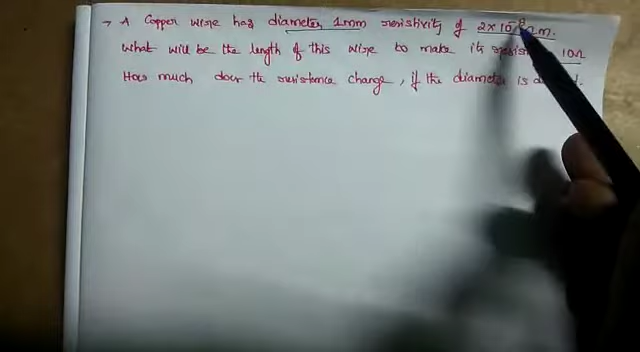 → A Copper wire has diameter 1mm resistivity of 2×10⁻⁸ Ωm.
What will be the length of this wire to make its 10Ω
How much does the resistance change, if the diameter is